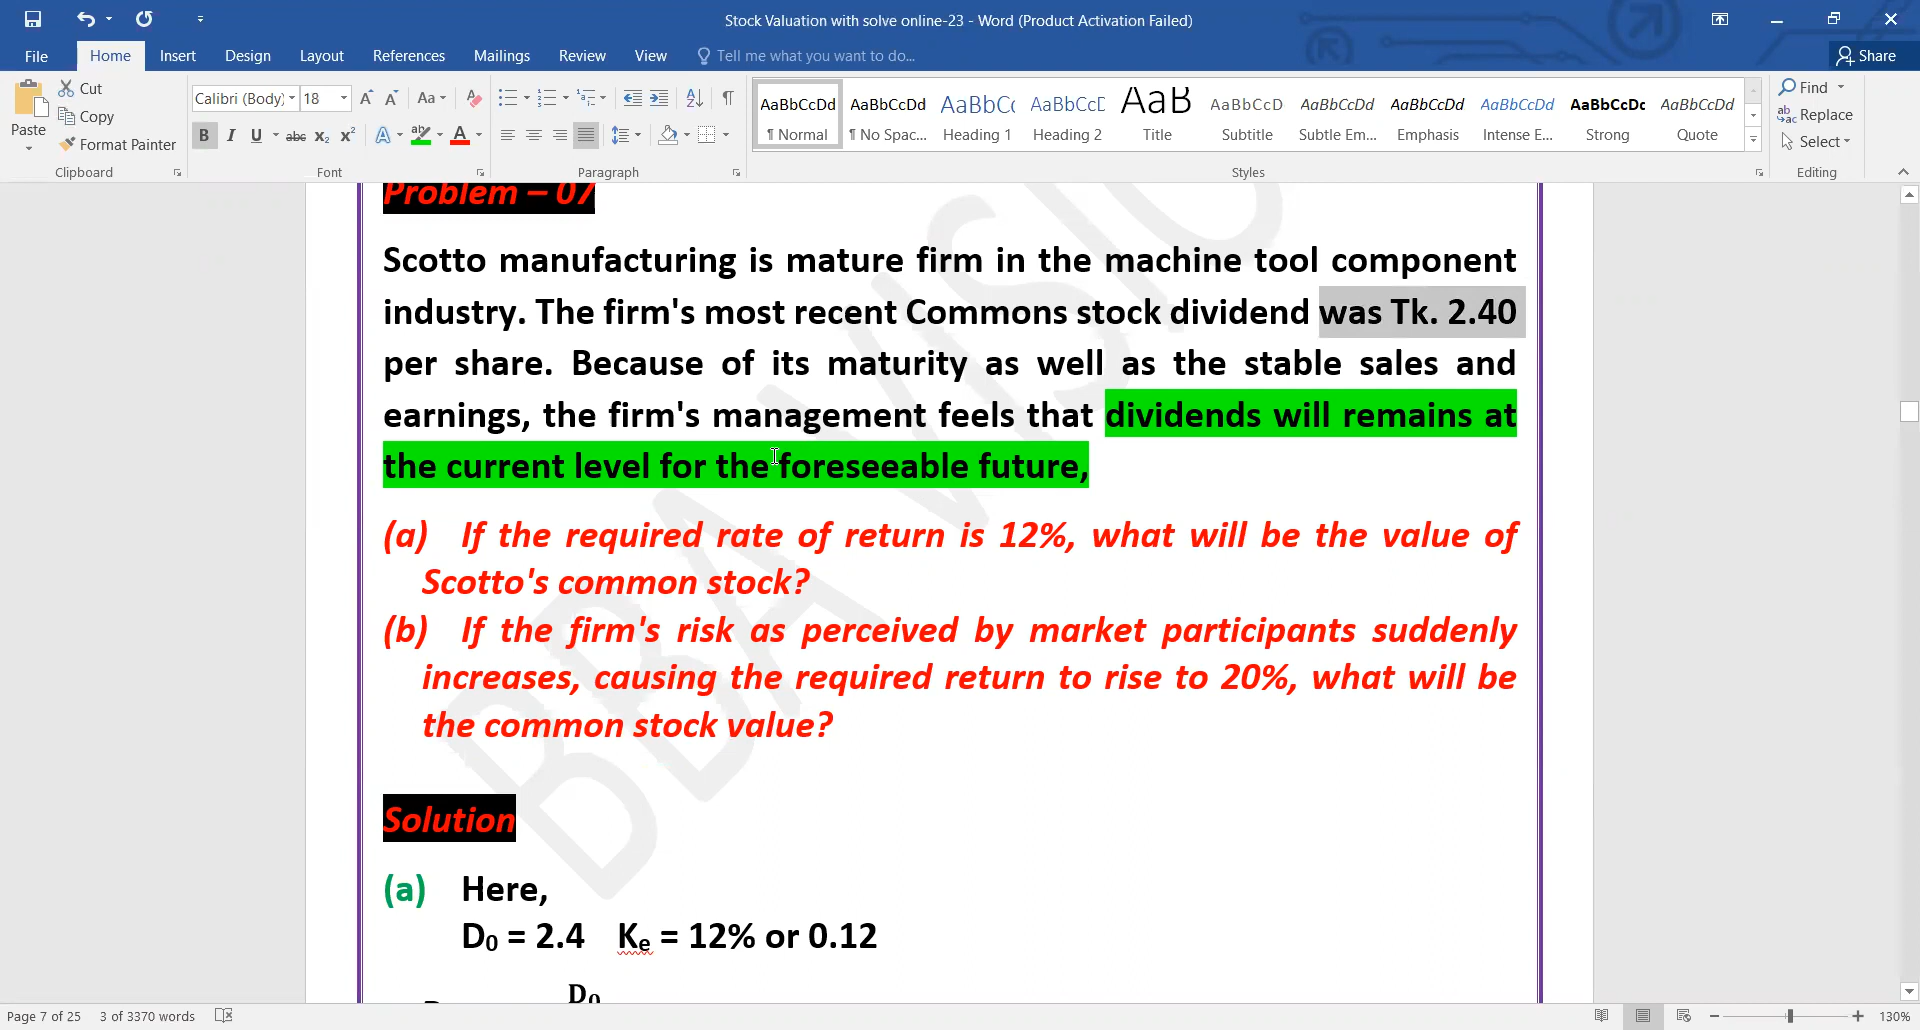 Stock Valuation with solve online-23 - Word (Product Activation Failed)
File Home Insert Design Layout References Mailings Review View Tell me what you want to do... Share
Paste Cut Copy Format Painter
Calibri (Body) 18 Aa
B I U abc X₂ X² A ab A
AaBbCcDd AaBbCcDd AaBbCc AaBbCcC AaB AaBbCcD AaBbCcDd AaBbCcDd AaBbCcDd AaBbCcDc AaBbCcDd
¶ Normal ¶ No Spac... Heading 1 Heading 2 Title Subtitle Subtle Em... Emphasis Intense E... Strong Quote
Find Replace Select
Clipboard Font Paragraph Styles Editing
BBA VISIO
Problem – 07
Scotto manufacturing is mature firm in the machine tool component
industry. The firm's most recent Commons stock dividend was Tk. 2.40
per share. Because of its maturity as well as the stable sales and
earnings, the firm's management feels that dividends will remains at
the current level for the foreseeable future,
(a) If the required rate of return is 12%, what will be the value of
Scotto's common stock?
(b) If the firm's risk as perceived by market participants suddenly
increases, causing the required return to rise to 20%, what will be
the common stock value?
Solution
(a) Here,
D₀ = 2.4 Kₑ = 12% or 0.12
D₀
Page 7 of 25 3 of 3370 words 130%